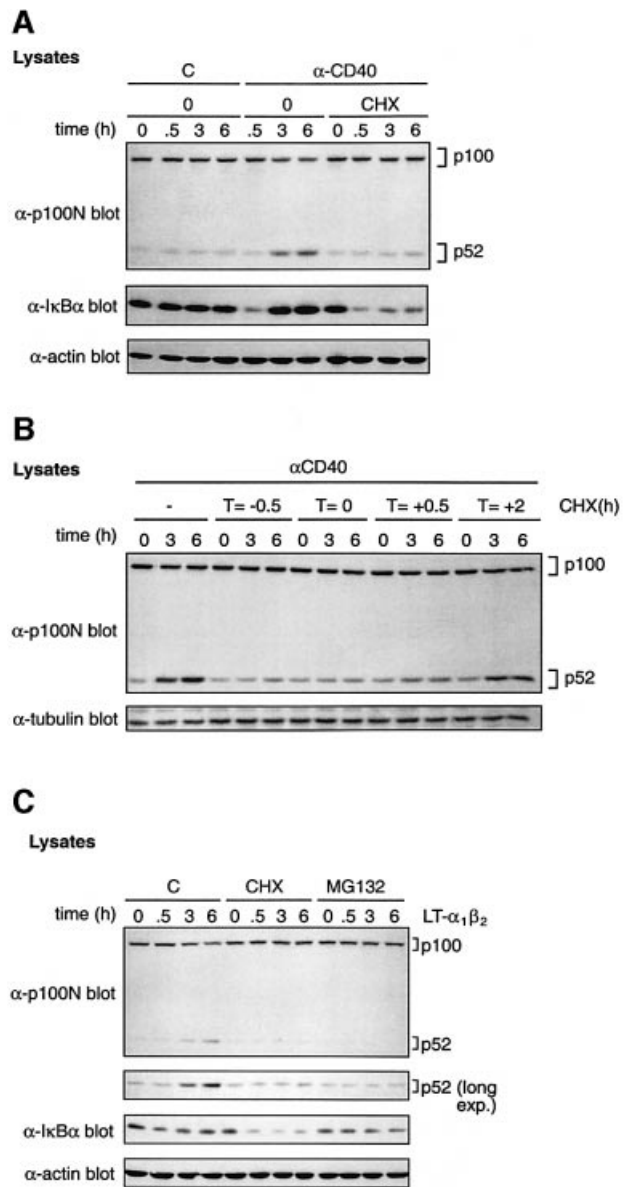 A
Lysates
C α-CD40
0 0 CHX
time (h) 0 .5 3 6 .5 3 6 0 .5 3 6
p100
α-p100N blot
p52
α-IκBα blot
α-actin blot
B
Lysates
αCD40
- T= -0.5 T= 0 T= +0.5 T= +2 CHX(h)
time (h) 0 3 6 0 3 6 0 3 6 0 3 6 0 3 6
p100
α-p100N blot
p52
α-tubulin blot
C
Lysates
C CHX MG132
time (h) 0 .5 3 6 0 .5 3 6 0 .5 3 6 LT-α₁β₂
p100
α-p100N blot
p52
p52 (long
exp.)
α-IκBα blot
α-actin blot